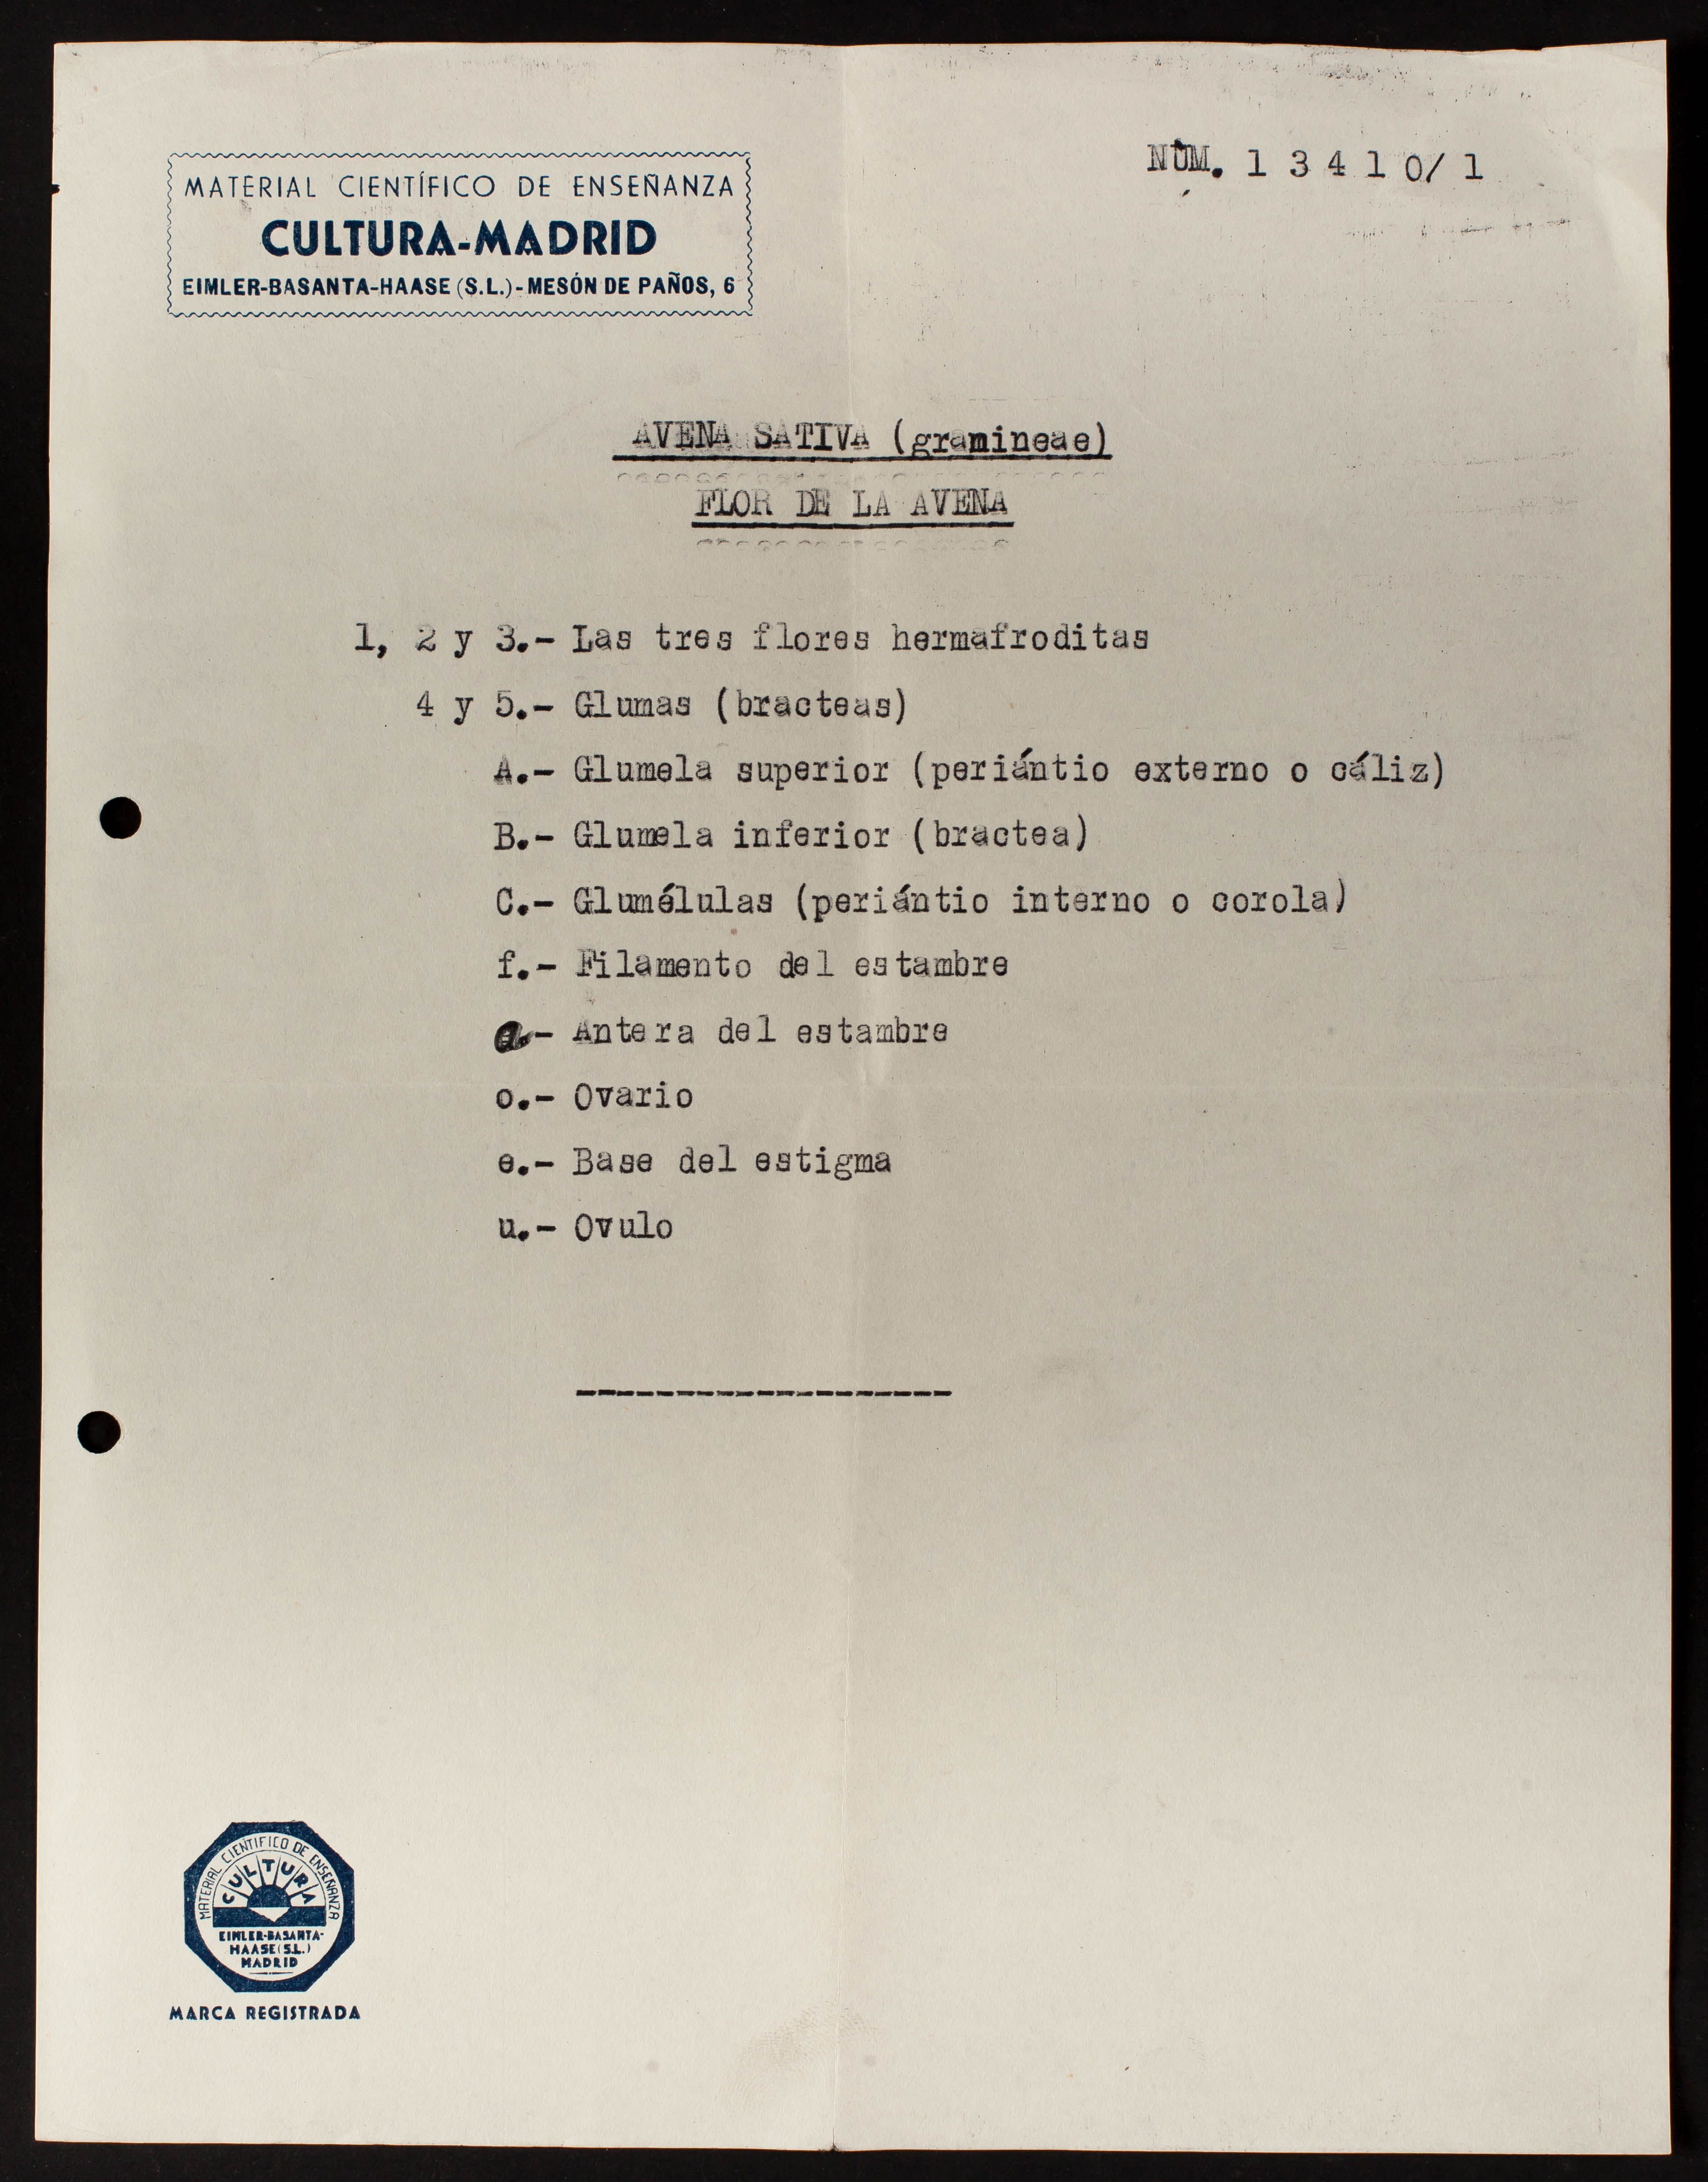 MATERIAL CIENTÍFICO DE ENSEÑANZA
CULTURA-MADRID
EIMLER-BASANTA-HAASE (S.L.)-MESÓN DE PAÑOS, 6
NUM. 1 3 4 1 0/ 1
AVENA SATIVA (gramineae)
FLOR DE LA AVENA
1, 2 y 3.- Las tres flores hermafroditas
4 y 5.- Glumas (bracteas)
A.- Glumela superior (periántio externo o cáliz)
B.- Glumela inferior (bractea)
C.- Glumélulas (periántio interno o corola)
f.- Filamento del estambre
a.- Antera del estambre
o.- Ovario
e.- Base del estigma
u.- Ovulo
MATERIAL CIENTIFICO DE ENSEÑANZA
CULTURA
EIMLER-BASANTA-
HAASE (S.L.)
MADRID
MARCA REGISTRADA